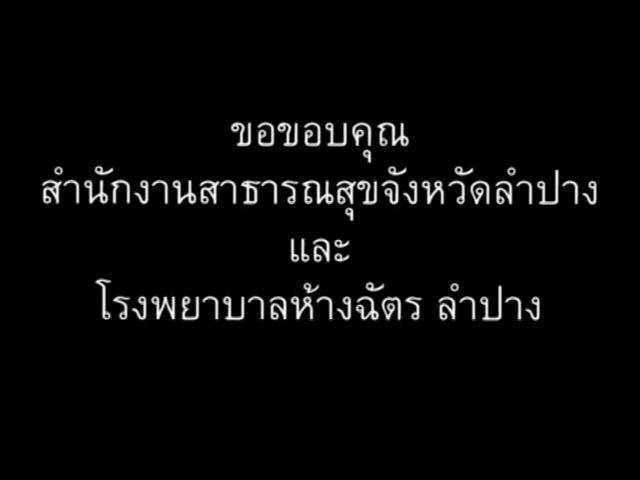 ขอขอบคุณ
สำนักงานสาธารณสุขจังหวัดลำปาง
และ
โรงพยาบาลห้างฉัตร ลำปาง